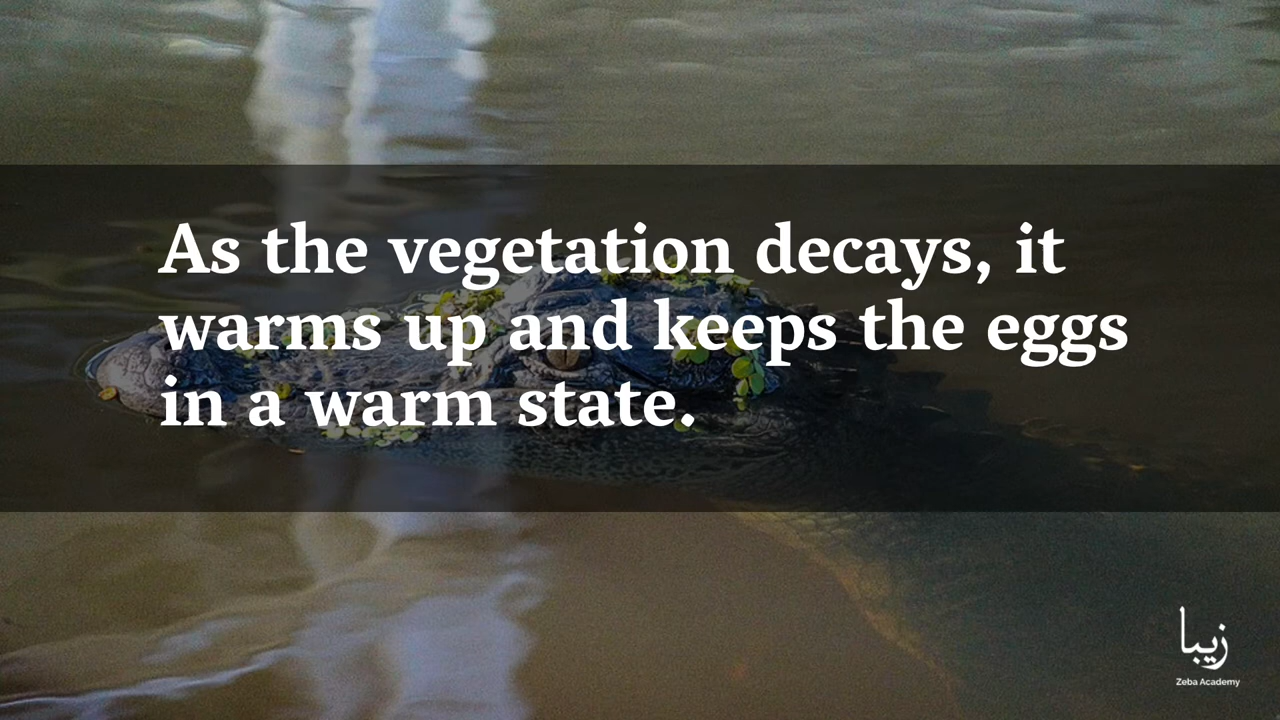 As the vegetation decays, it
warms up and keeps the eggs
in a warm state.
زیبا
Zeba Academy